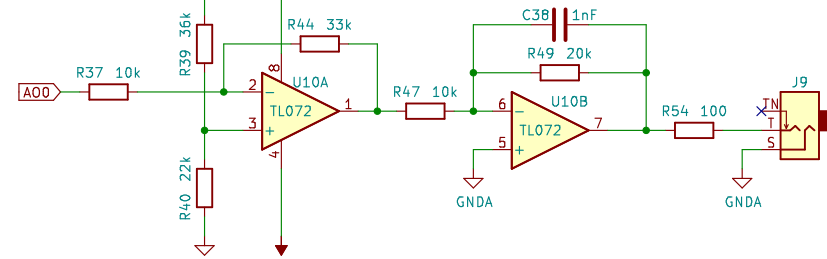 C38 1nF
R39 36k
R44 33k
R49 20k
R37 10k
8
U10A
J9
AO0
2
−
TL072
1
R47 10k
6
−
U10B
TL072
7
R54 100
TN
T
S
3
+
5
+
4
R40 22k
GNDA
GNDA